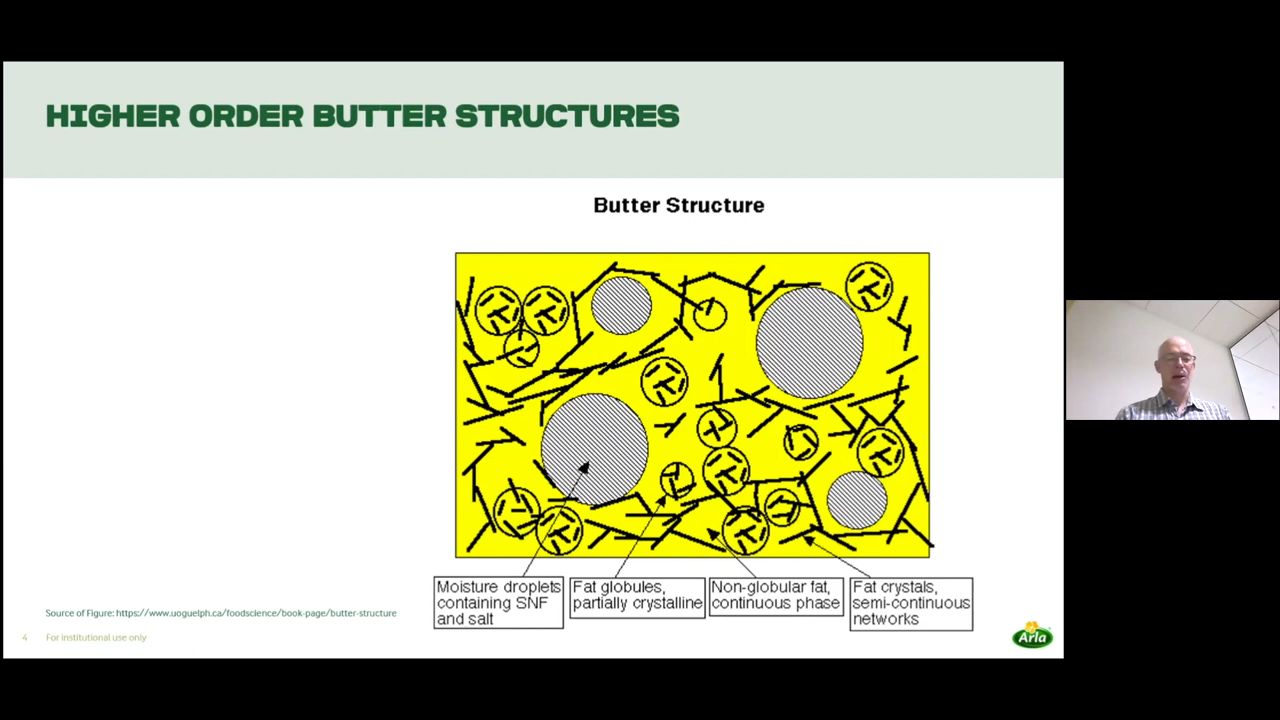 HIGHER ORDER BUTTER STRUCTURES
Butter Structure
Moisture droplets
containing SNF
and salt
Fat globules,
partially crystalline
Non-globular fat,
continuous phase
Fat crystals,
semi-continuous
networks
Source of Figure: https://www.uoguelph.ca/foodscience/book-page/butter-structure
4 For institutional use only
Arla